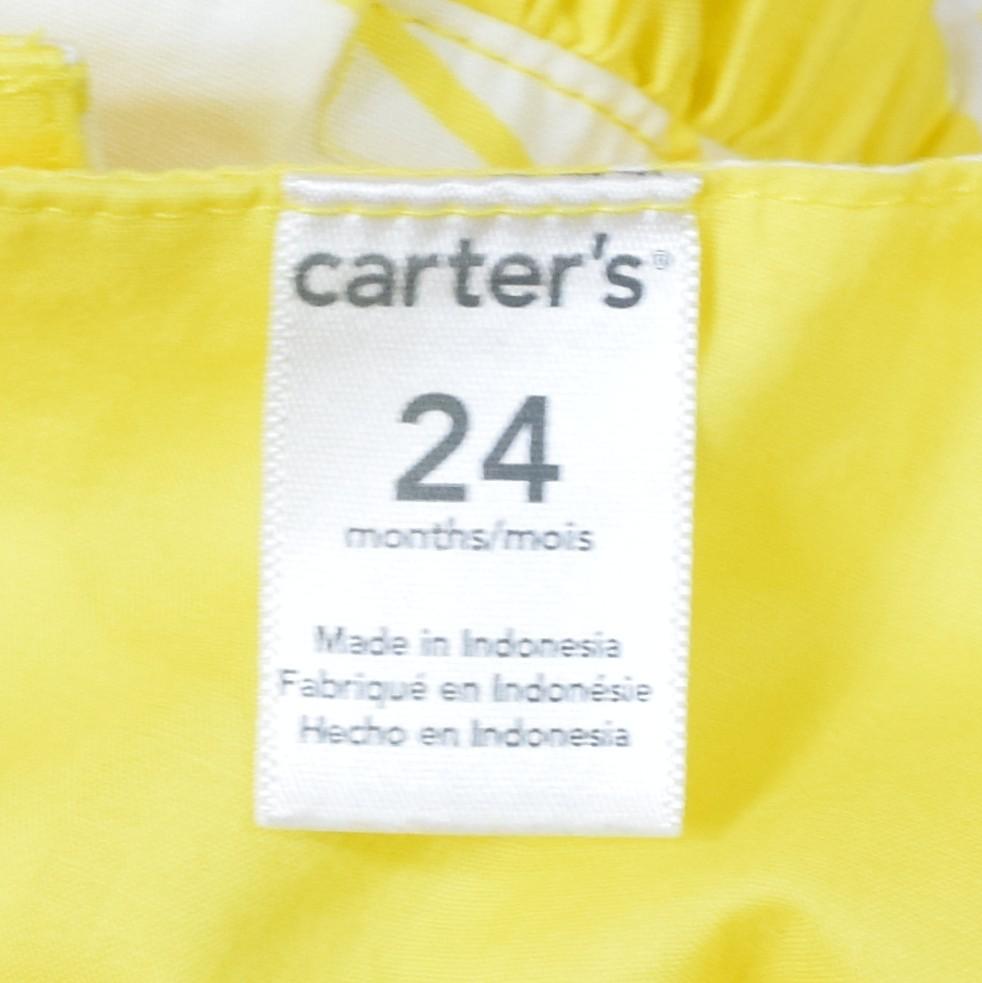 carter's®
24
months/mois
Made in Indonesia
Fabriqué en Indonésie
Hecho en Indonesia